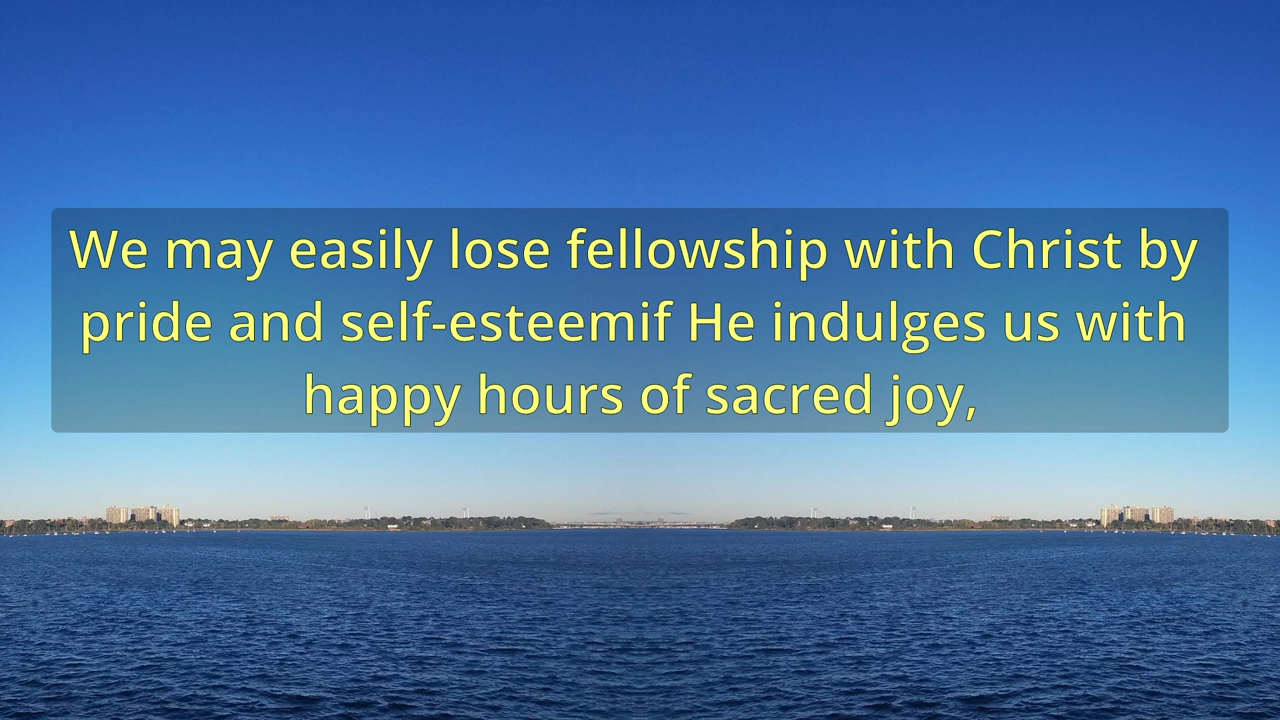 We may easily lose fellowship with Christ by
pride and self-esteemif He indulges us with
happy hours of sacred joy,